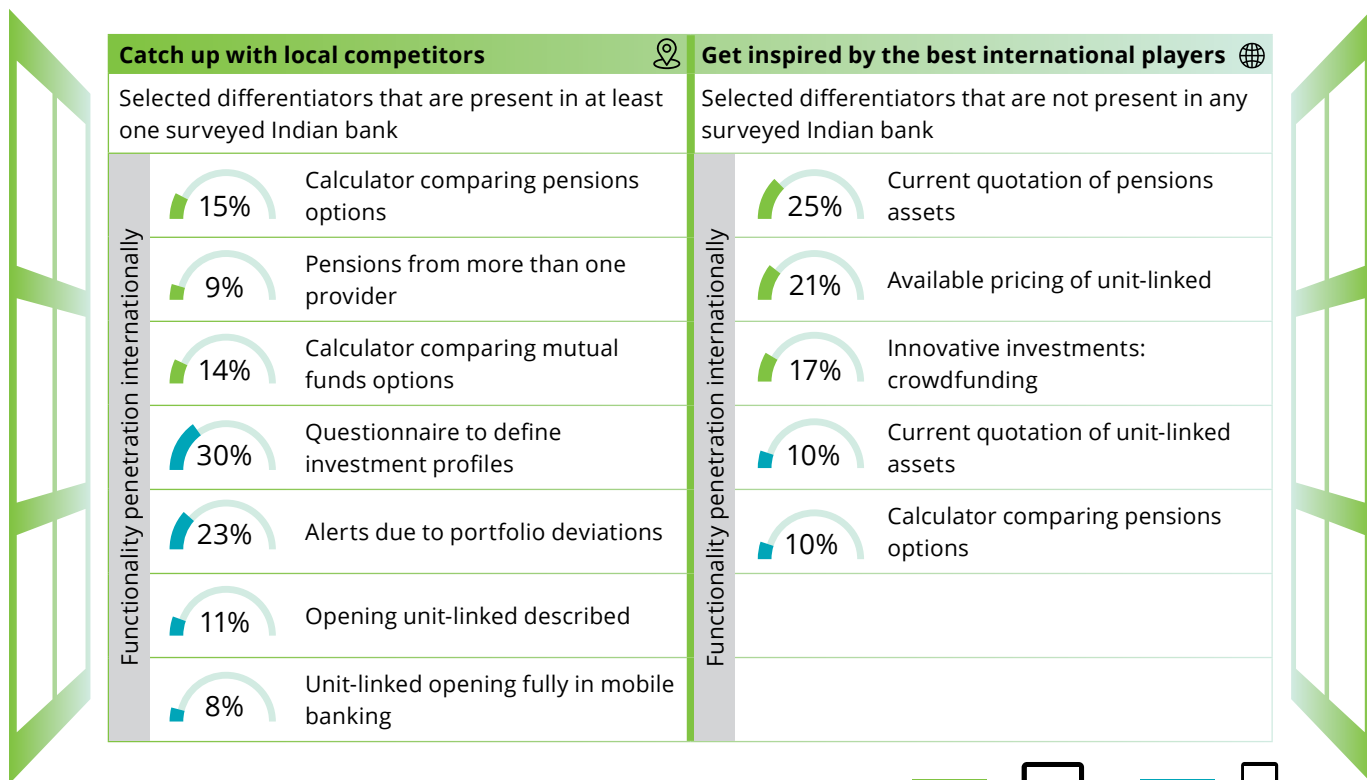 Catch up with local competitors
Selected differentiators that are present in at least
one surveyed Indian bank
Functionality penetration internationally
15%
Calculator comparing pensions
options
9%
Pensions from more than one
provider
14%
Calculator comparing mutual
funds options
30%
Questionnaire to define
investment profiles
23%
Alerts due to portfolio deviations
11%
Opening unit-linked described
8%
Unit-linked opening fully in mobile
banking
Get inspired by the best international players
Selected differentiators that are not present in any
surveyed Indian bank
Functionality penetration internationally
25%
Current quotation of pensions
assets
21%
Available pricing of unit-linked
17%
Innovative investments:
crowdfunding
10%
Current quotation of unit-linked
assets
10%
Calculator comparing pensions
options